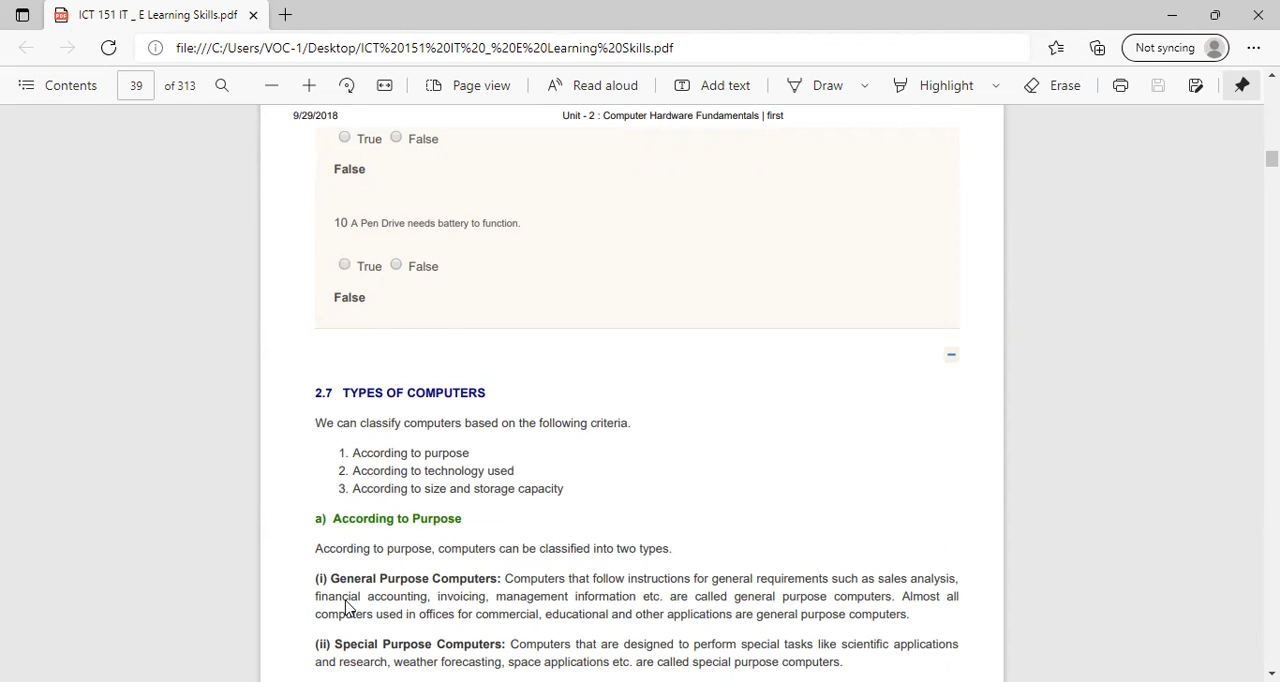 ICT 151 IT _ E Learning Skills.pdf
file:///C:/Users/VOC-1/Desktop/ICT%20151%20IT%20_%20E%20Learning%20Skills.pdf
Not syncing
Contents 39 of 313 Page view Read aloud Add text Draw Highlight Erase
9/29/2018 Unit - 2 : Computer Hardware Fundamentals | first
True False
False
10 A Pen Drive needs battery to function.
True False
False
2.7 TYPES OF COMPUTERS
We can classify computers based on the following criteria.
1. According to purpose
2. According to technology used
3. According to size and storage capacity
a) According to Purpose
According to purpose, computers can be classified into two types.
(i) General Purpose Computers: Computers that follow instructions for general requirements such as sales analysis,
financial accounting, invoicing, management information etc. are called general purpose computers. Almost all
computers used in offices for commercial, educational and other applications are general purpose computers.
(ii) Special Purpose Computers: Computers that are designed to perform special tasks like scientific applications
and research, weather forecasting, space applications etc. are called special purpose computers.